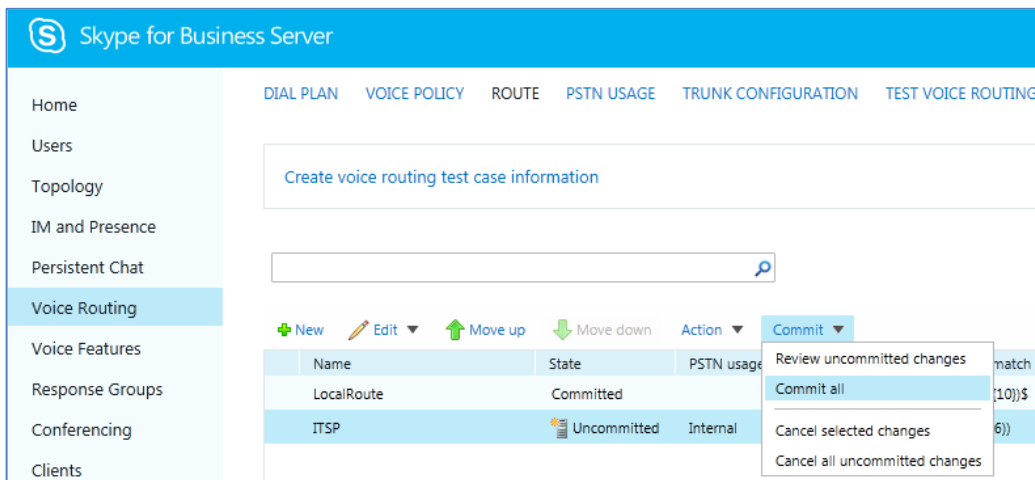 Skype for Business Server
Home
Users
Topology
IM and Presence
Persistent Chat
Voice Routing
Voice Features
Response Groups
Conferencing
Clients
DIAL PLAN VOICE POLICY ROUTE PSTN USAGE TRUNK CONFIGURATION TEST VOICE ROUTING
Create voice routing test case information
New Edit Move up Move down Action Commit
Name State PSTN usage match
LocalRoute Committed {10})$
ITSP Uncommitted Internal 6))
Review uncommitted changes
Commit all
Cancel selected changes
Cancel all uncommitted changes